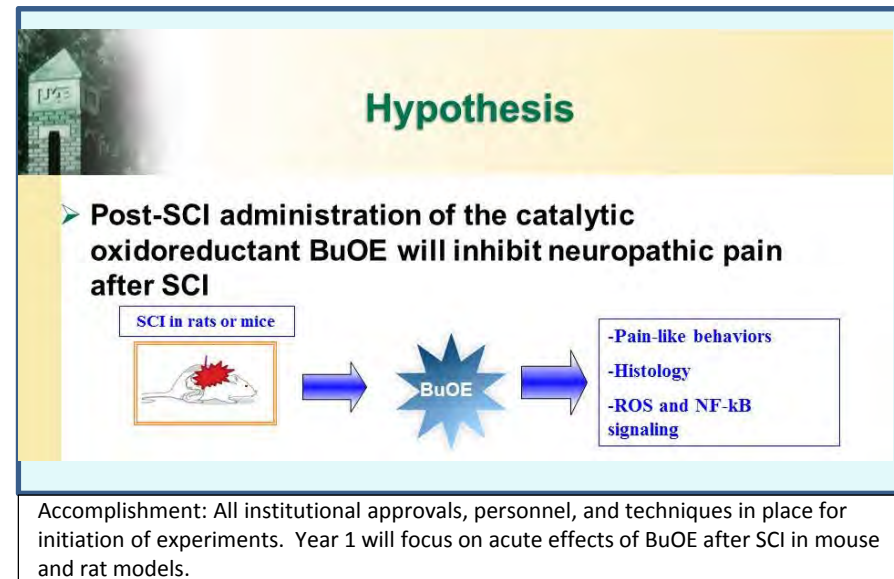 Hypothesis
➢ Post-SCI administration of the catalytic
oxidoreductant BuOE will inhibit neuropathic pain
after SCI
SCI in rats or mice
BuOE
-Pain-like behaviors
-Histology
-ROS and NF-kB
signaling
Accomplishment: All institutional approvals, personnel, and techniques in place for
initiation of experiments. Year 1 will focus on acute effects of BuOE after SCI in mouse
and rat models.